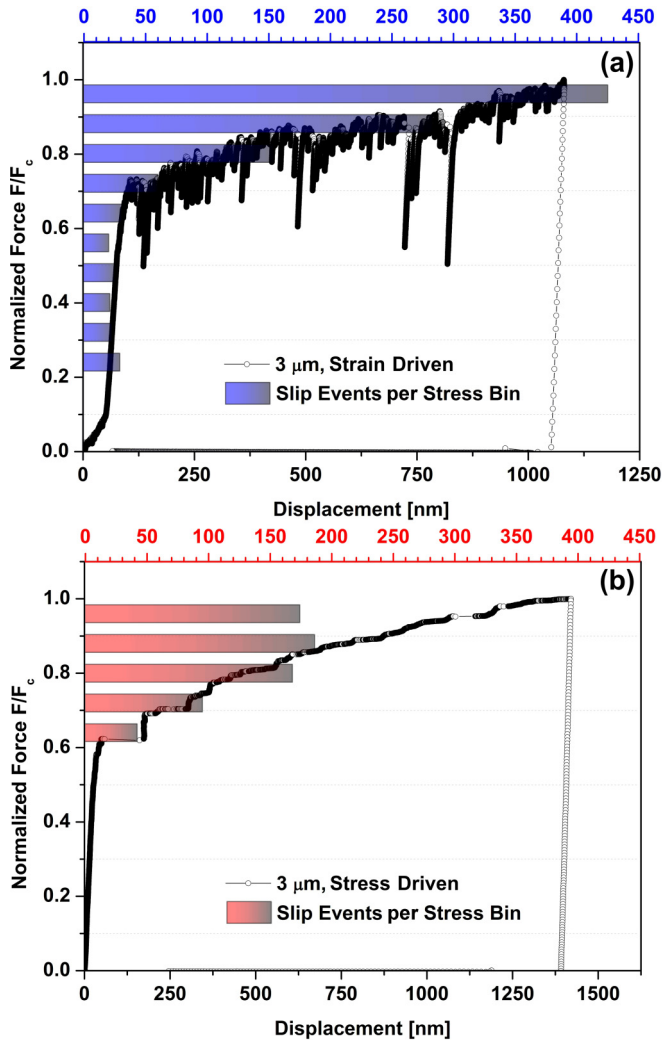 0 50 100 150 200 250 300 350 400 450
(a)
1.0
0.8
0.6
0.4
0.2
0.0
Normalized Force F/Fc
3 μm, Strain Driven
Slip Events per Stress Bin
0 250 500 750 1000 1250
Displacement [nm]
0 50 100 150 200 250 300 350 400 450
(b)
1.0
0.8
0.6
0.4
0.2
0.0
Normalized Force F/Fc
3 μm, Stress Driven
Slip Events per Stress Bin
0 250 500 750 1000 1250 1500
Displacement [nm]